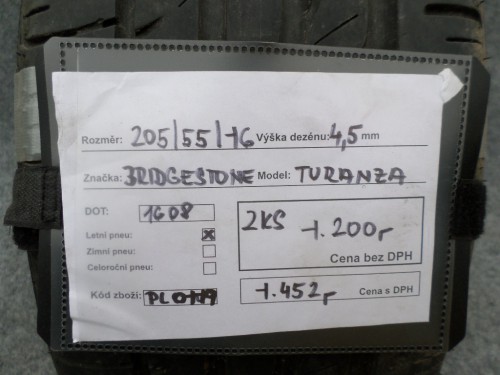 Rozměr: 205/55/16 Výška dezénu: 4,5 mm
Značka: BRIDGESTONE Model: TURANZA
DOT: 1608
Letní pneu: x
Zimní pneu:
Celoroční pneu:
2KS 1.200,-
Cena bez DPH
Kód zboží:
1.452,- Cena s DPH